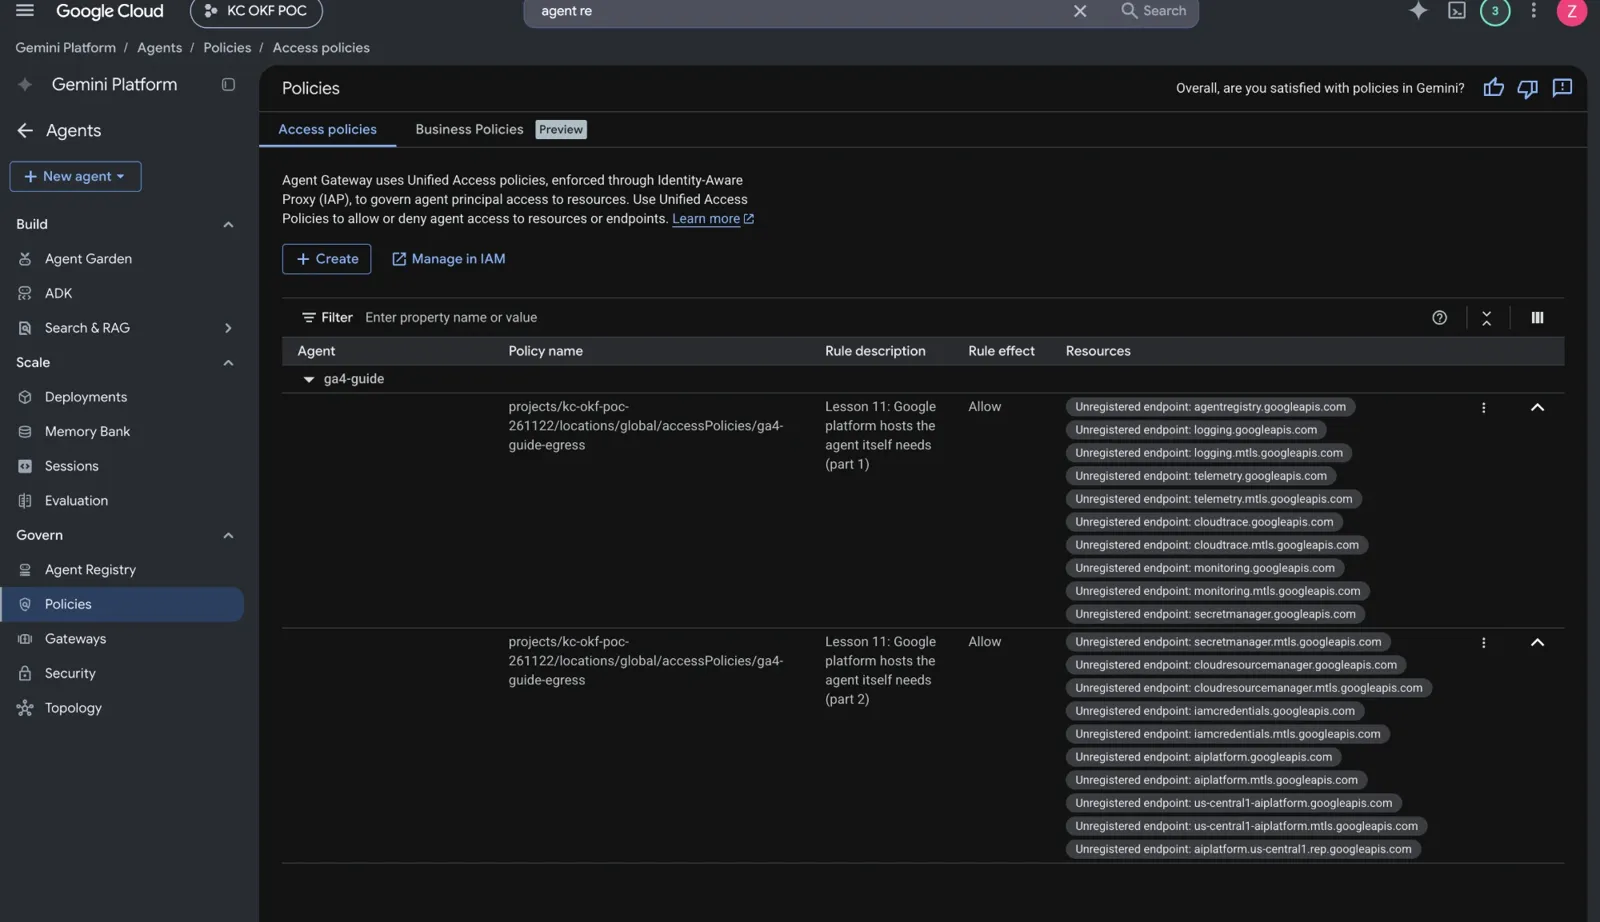 Google Cloud
KC OKF POC
agent re
Search
3
Z
Gemini Platform / Agents / Policies / Access policies
Gemini Platform
Agents
New agent
Build
Agent Garden
ADK
Search & RAG
Scale
Deployments
Memory Bank
Sessions
Evaluation
Govern
Agent Registry
Policies
Gateways
Security
Topology
Policies
Overall, are you satisfied with policies in Gemini?
Access policies
Business Policies Preview
Agent Gateway uses Unified Access policies, enforced through Identity-Aware
Proxy (IAP), to govern agent principal access to resources. Use Unified Access
Policies to allow or deny agent access to resources or endpoints. Learn more
Create
Manage in IAM
Filter Enter property name or value
Agent Policy name Rule description Rule effect Resources
ga4-guide
projects/kc-okf-poc-
261122/locations/global/accessPolicies/ga4-
guide-egress
Lesson 11: Google
platform hosts the
agent itself needs
(part 1)
Allow
Unregistered endpoint: agentregistry.googleapis.com
Unregistered endpoint: logging.googleapis.com
Unregistered endpoint: logging.mtls.googleapis.com
Unregistered endpoint: telemetry.googleapis.com
Unregistered endpoint: telemetry.mtls.googleapis.com
Unregistered endpoint: cloudtrace.googleapis.com
Unregistered endpoint: cloudtrace.mtls.googleapis.com
Unregistered endpoint: monitoring.googleapis.com
Unregistered endpoint: monitoring.mtls.googleapis.com
Unregistered endpoint: secretmanager.googleapis.com
projects/kc-okf-poc-
261122/locations/global/accessPolicies/ga4-
guide-egress
Lesson 11: Google
platform hosts the
agent itself needs
(part 2)
Allow
Unregistered endpoint: secretmanager.mtls.googleapis.com
Unregistered endpoint: cloudresourcemanager.googleapis.com
Unregistered endpoint: cloudresourcemanager.mtls.googleapis.com
Unregistered endpoint: iamcredentials.googleapis.com
Unregistered endpoint: iamcredentials.mtls.googleapis.com
Unregistered endpoint: aiplatform.googleapis.com
Unregistered endpoint: aiplatform.mtls.googleapis.com
Unregistered endpoint: us-central1-aiplatform.googleapis.com
Unregistered endpoint: us-central1-aiplatform.mtls.googleapis.com
Unregistered endpoint: aiplatform.us-central1.rep.googleapis.com